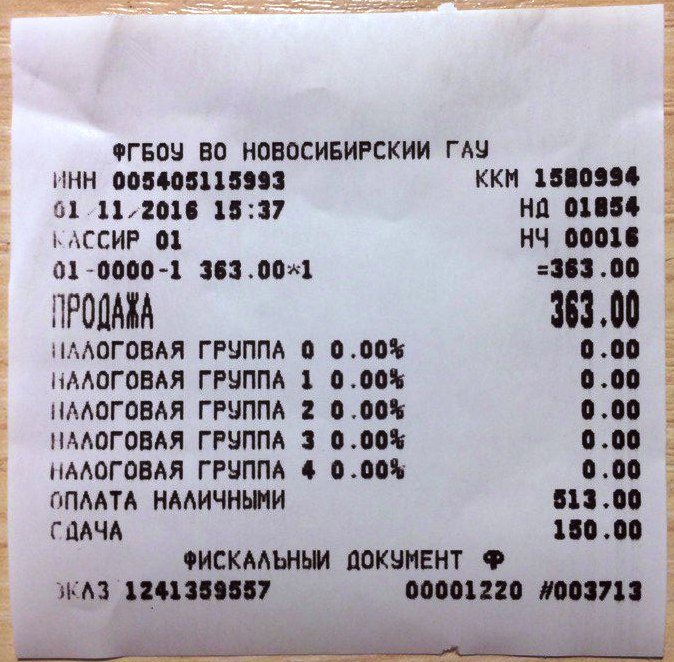 ФГБОУ ВО НОВОСИБИРСКИИ ГАУ
ИНН 005405115993 ККМ 1580994
01/11/2016 15:37 НД 01854
КАССИР 01 НЧ 00016
01-0000-1 363.00*1 =363.00
ПРОДАЖА 363.00
НАЛОГОВАЯ ГРУППА 0 0.00% 0.00
НАЛОГОВАЯ ГРУППА 1 0.00% 0.00
НАЛОГОВАЯ ГРУППА 2 0.00% 0.00
НАЛОГОВАЯ ГРУППА 3 0.00% 0.00
НАЛОГОВАЯ ГРУППА 4 0.00% 0.00
ОПЛАТА НАЛИЧНЫМИ 513.00
СДАЧА 150.00
ФИСКАЛЬНЫИ ДОКУМЕНТ Ф
ЭКЛЗ 1241359557 00001220 #003713